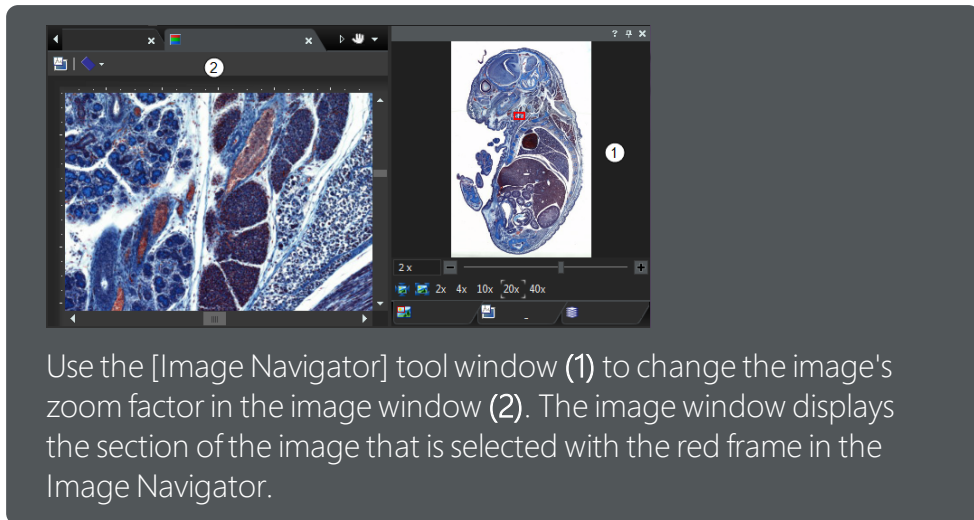 2
1
2 x
2x 4x 10x 20x 40x
Use the [Image Navigator] tool window (1) to change the image's
zoom factor in the image window (2). The image window displays
the section of the image that is selected with the red frame in the
Image Navigator.